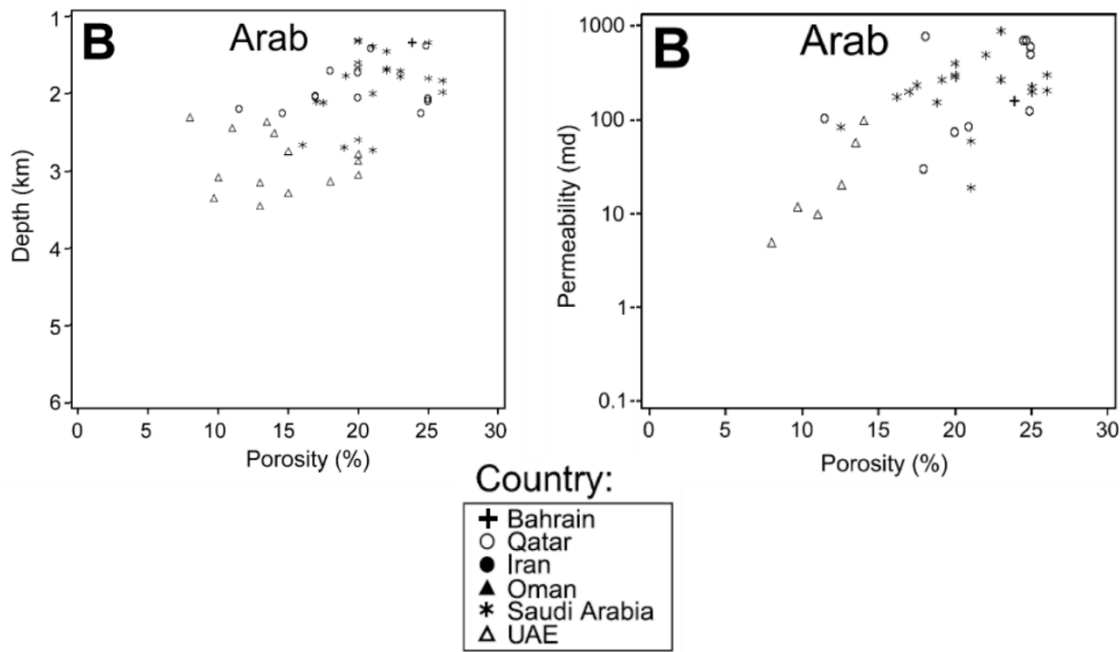 B Arab
1
2
3
4
5
6
Depth (km)
0 5 10 15 20 25 30
Porosity (%)
B Arab
1000
100
10
1
0.1
Permeability (md)
0 5 10 15 20 25 30
Porosity (%)
Country:
Bahrain
Qatar
Iran
Oman
Saudi Arabia
UAE